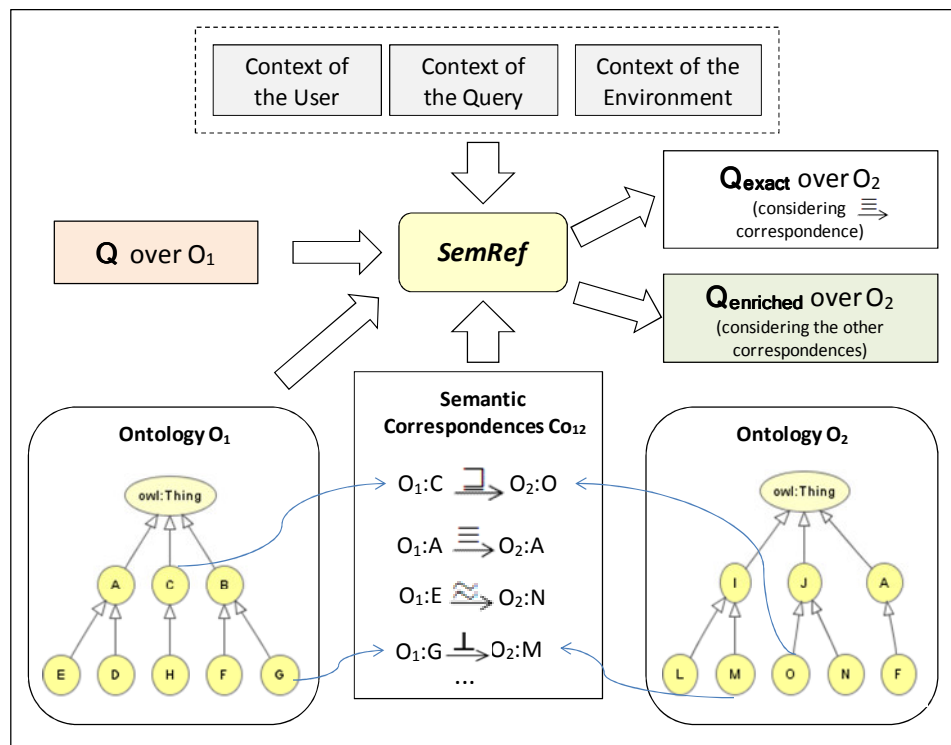 Context of
the User
Context of
the Query
Context of the
Environment
Q over O₁
SemRef
Qexact over O₂
(considering ≡→
correspondence)
Qenriched over O₂
(considering the other
correspondences)
Semantic
Correspondences Co₁₂
O₁:C ⊒→ O₂:O
O₁:A ≡→ O₂:A
O₁:E ≈→ O₂:N
O₁:G ⊥→ O₂:M
...
Ontology O₁
owl:Thing
A C B
E D H F G
Ontology O₂
owl:Thing
I J A
L M O N F